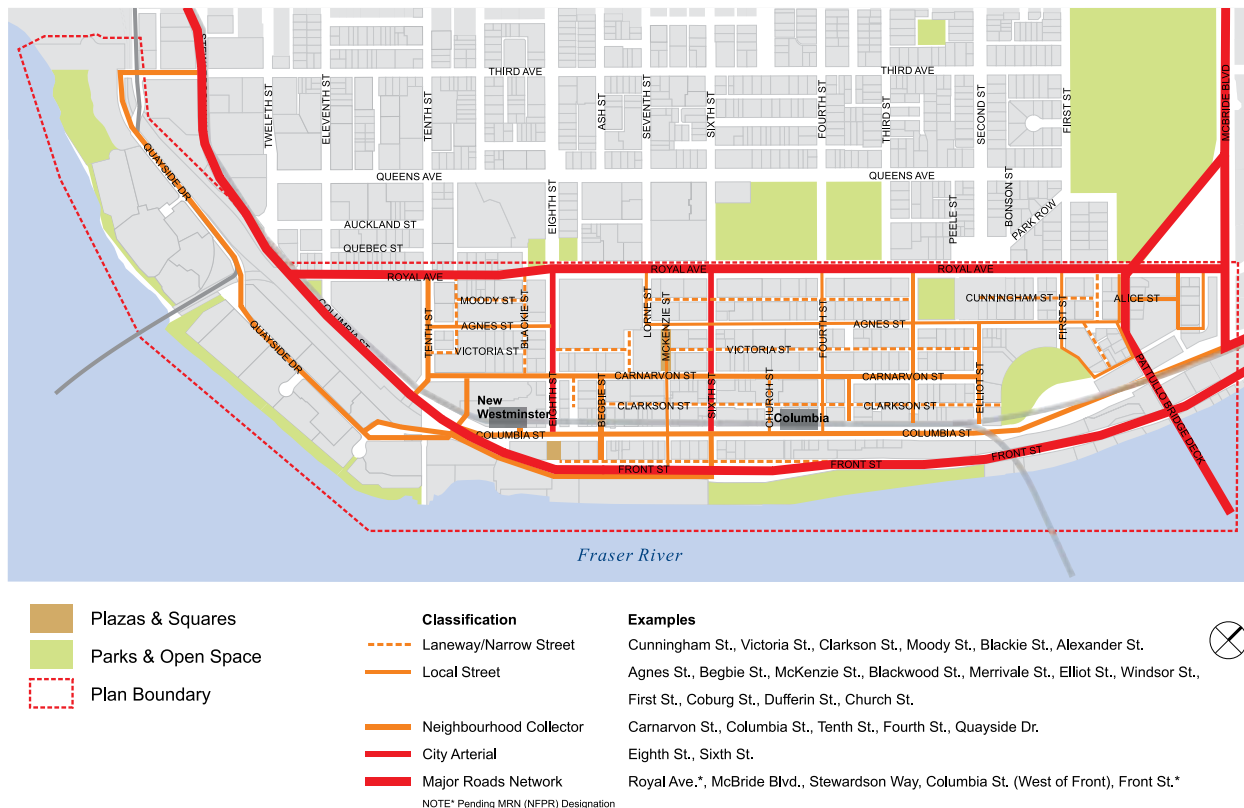 THIRD AVE
THIRD AVE
TWELFTH ST
ELEVENTH ST
TENTH ST
ASH ST
SEVENTH ST
SIXTH ST
FOURTH ST
THIRD ST
SECOND ST
FIRST ST
MCBRIDE BLVD
QUAYSIDE DR
QUEENS AVE
QUEENS AVE
EIGHTH ST
PEELE ST
BONSON ST
PARK ROW
AUCKLAND ST
QUEBEC ST
ROYAL AVE
ROYAL AVE
ROYAL AVE
COLUMBIA ST
MOODY ST
BLACKIE ST
LORNE ST
CUNNINGHAM ST
ALICE ST
TENTH ST
AGNES ST
MCKENZIE ST
FOURTH ST
AGNES ST
FIRST ST
VICTORIA ST
VICTORIA ST
QUAYSIDE DR
PATTULLO BRIDGE DECK
CARNARVON ST
CARNARVON ST
EIGHTH ST
BEGBIE ST
SIXTH ST
CHURCH ST
ELLIOT ST
New
Westminster
CLARKSON ST
Columbia
CLARKSON ST
COLUMBIA ST
COLUMBIA ST
FRONT ST
FRONT ST
FRONT ST
Fraser River
Plazas & Squares
Parks & Open Space
Plan Boundary
Classification Examples
Laneway/Narrow Street Cunningham St., Victoria St., Clarkson St., Moody St., Blackie St., Alexander St.
Local Street Agnes St., Begbie St., McKenzie St., Blackwood St., Merrivale St., Elliot St., Windsor St.,
First St., Coburg St., Dufferin St., Church St.
Neighbourhood Collector Carnarvon St., Columbia St., Tenth St., Fourth St., Quayside Dr.
City Arterial Eighth St., Sixth St.
Major Roads Network Royal Ave.*, McBride Blvd., Stewardson Way, Columbia St. (West of Front), Front St.*
NOTE* Pending MRN (NFPR) Designation